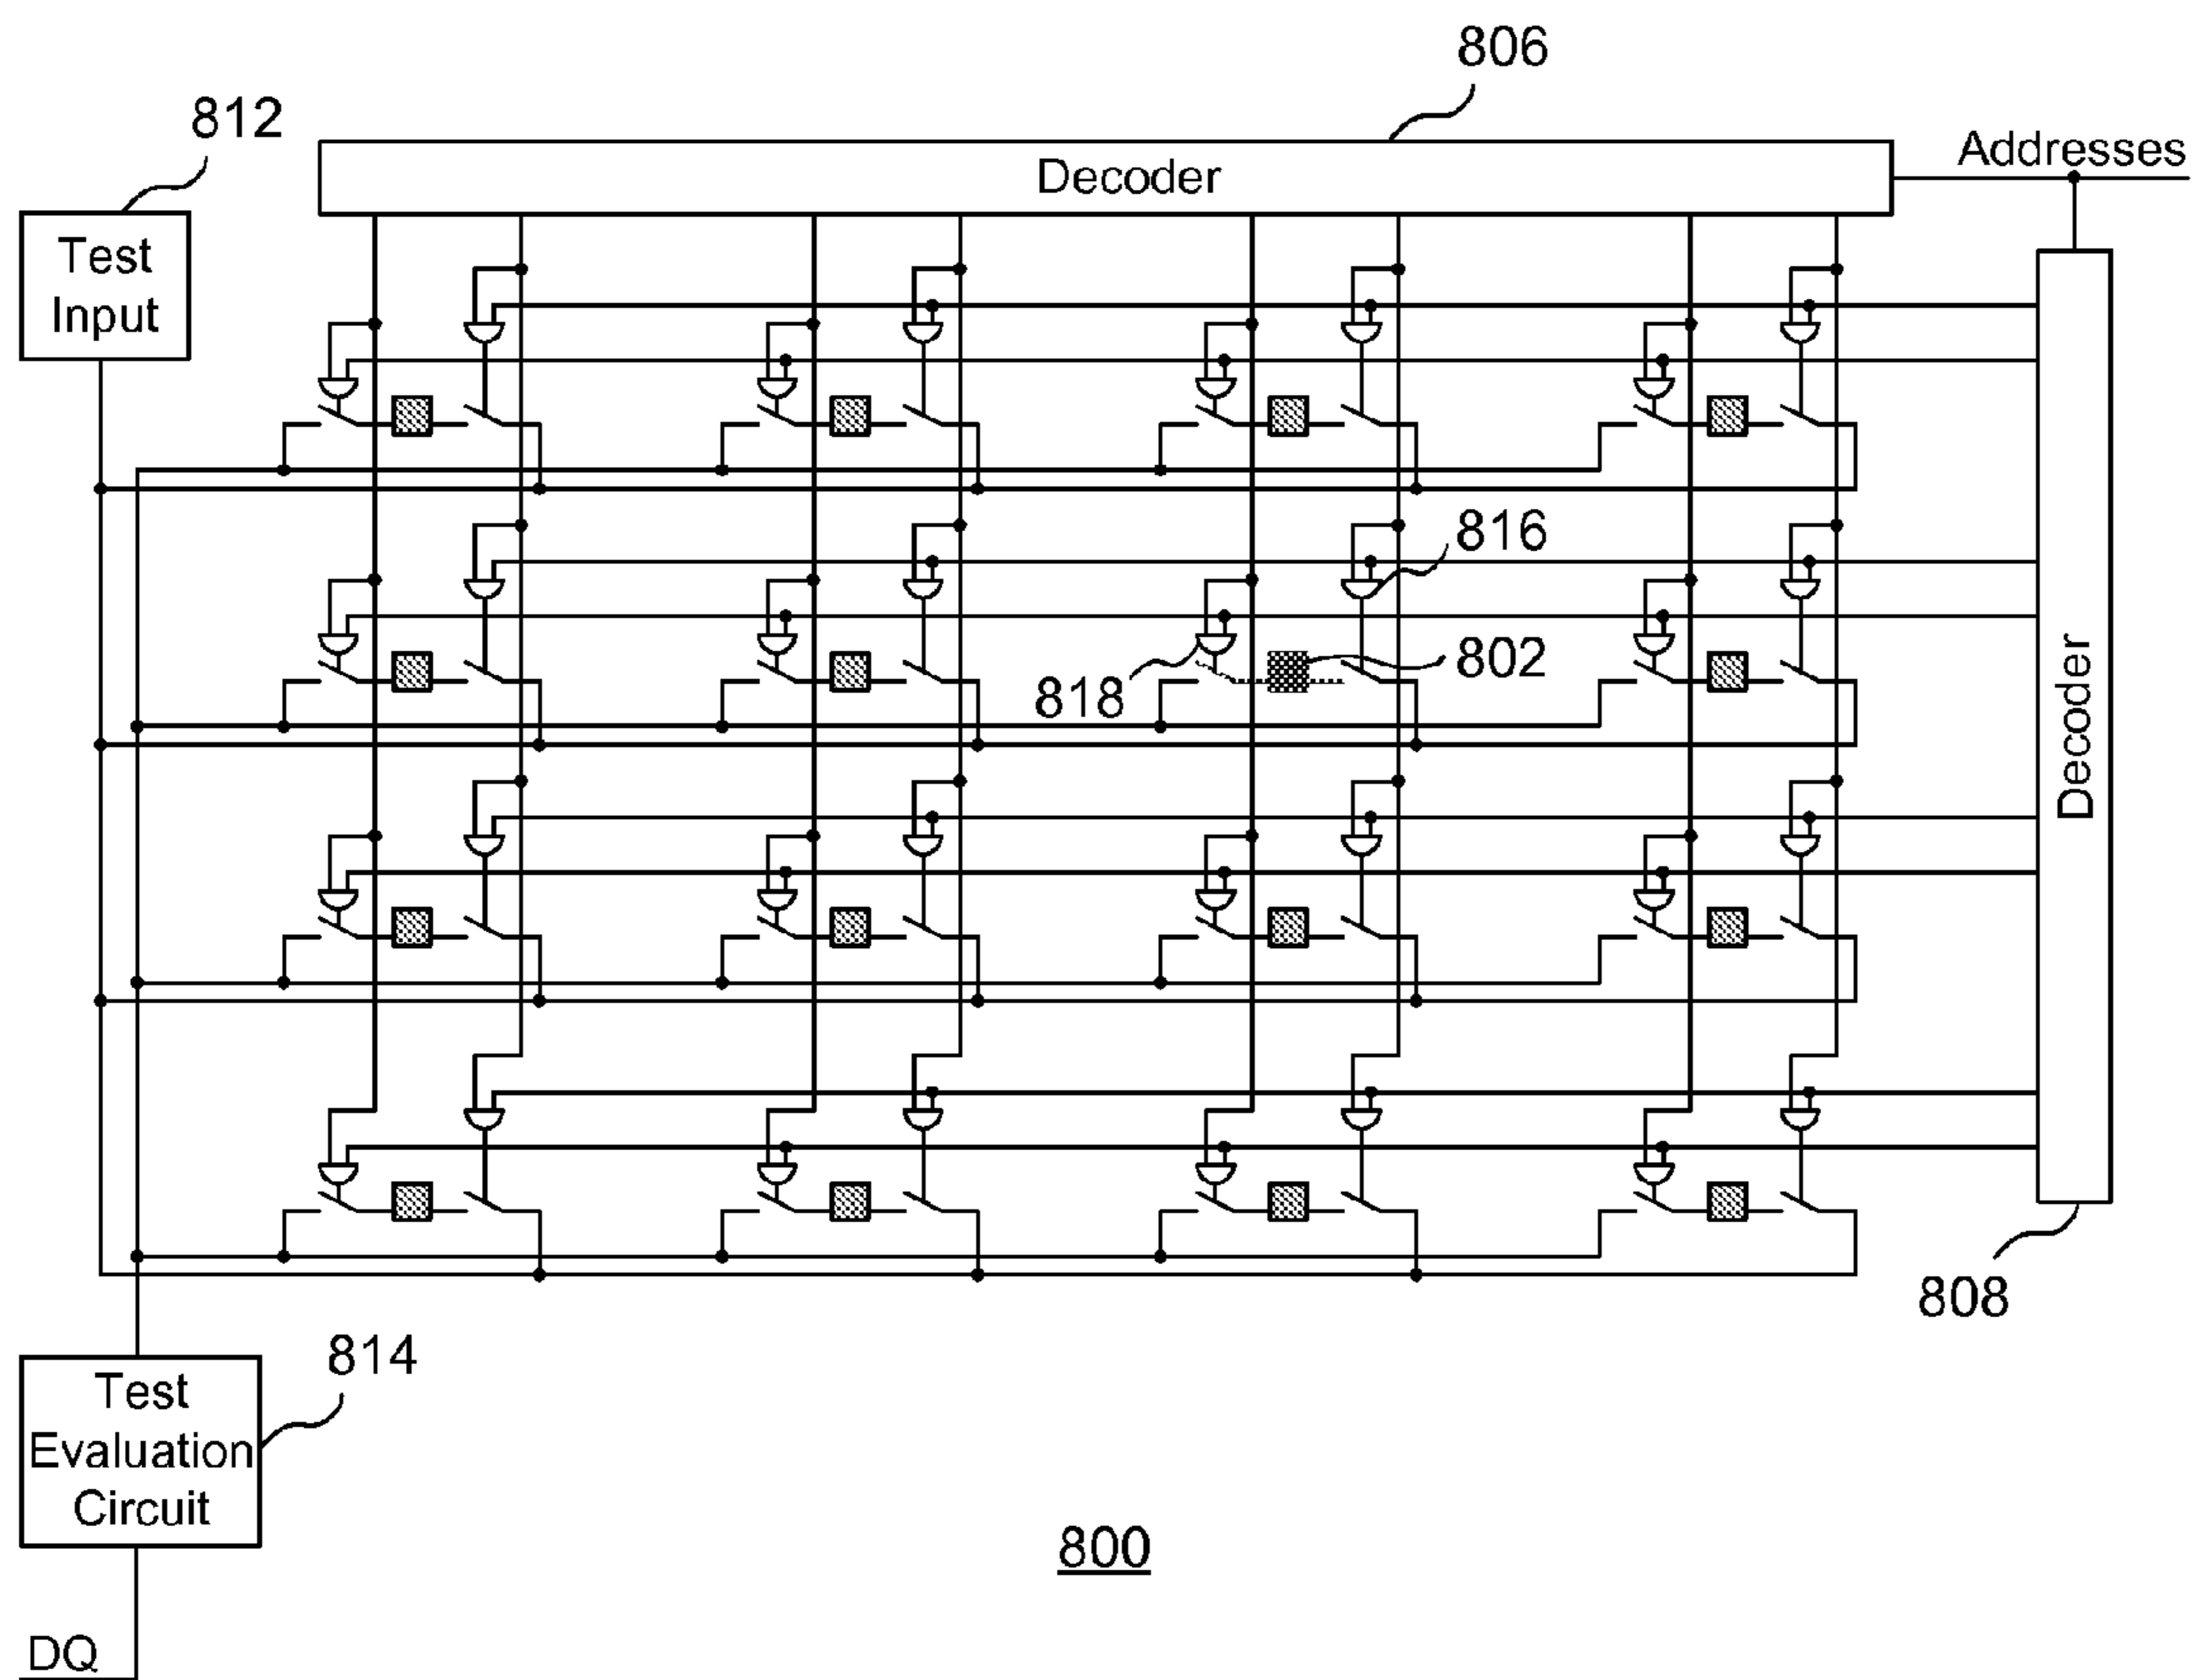 806
812
Addresses
Decoder
Test
Input
816
802
818
Decoder
808
814
Test
Evaluation
Circuit
800
DQ